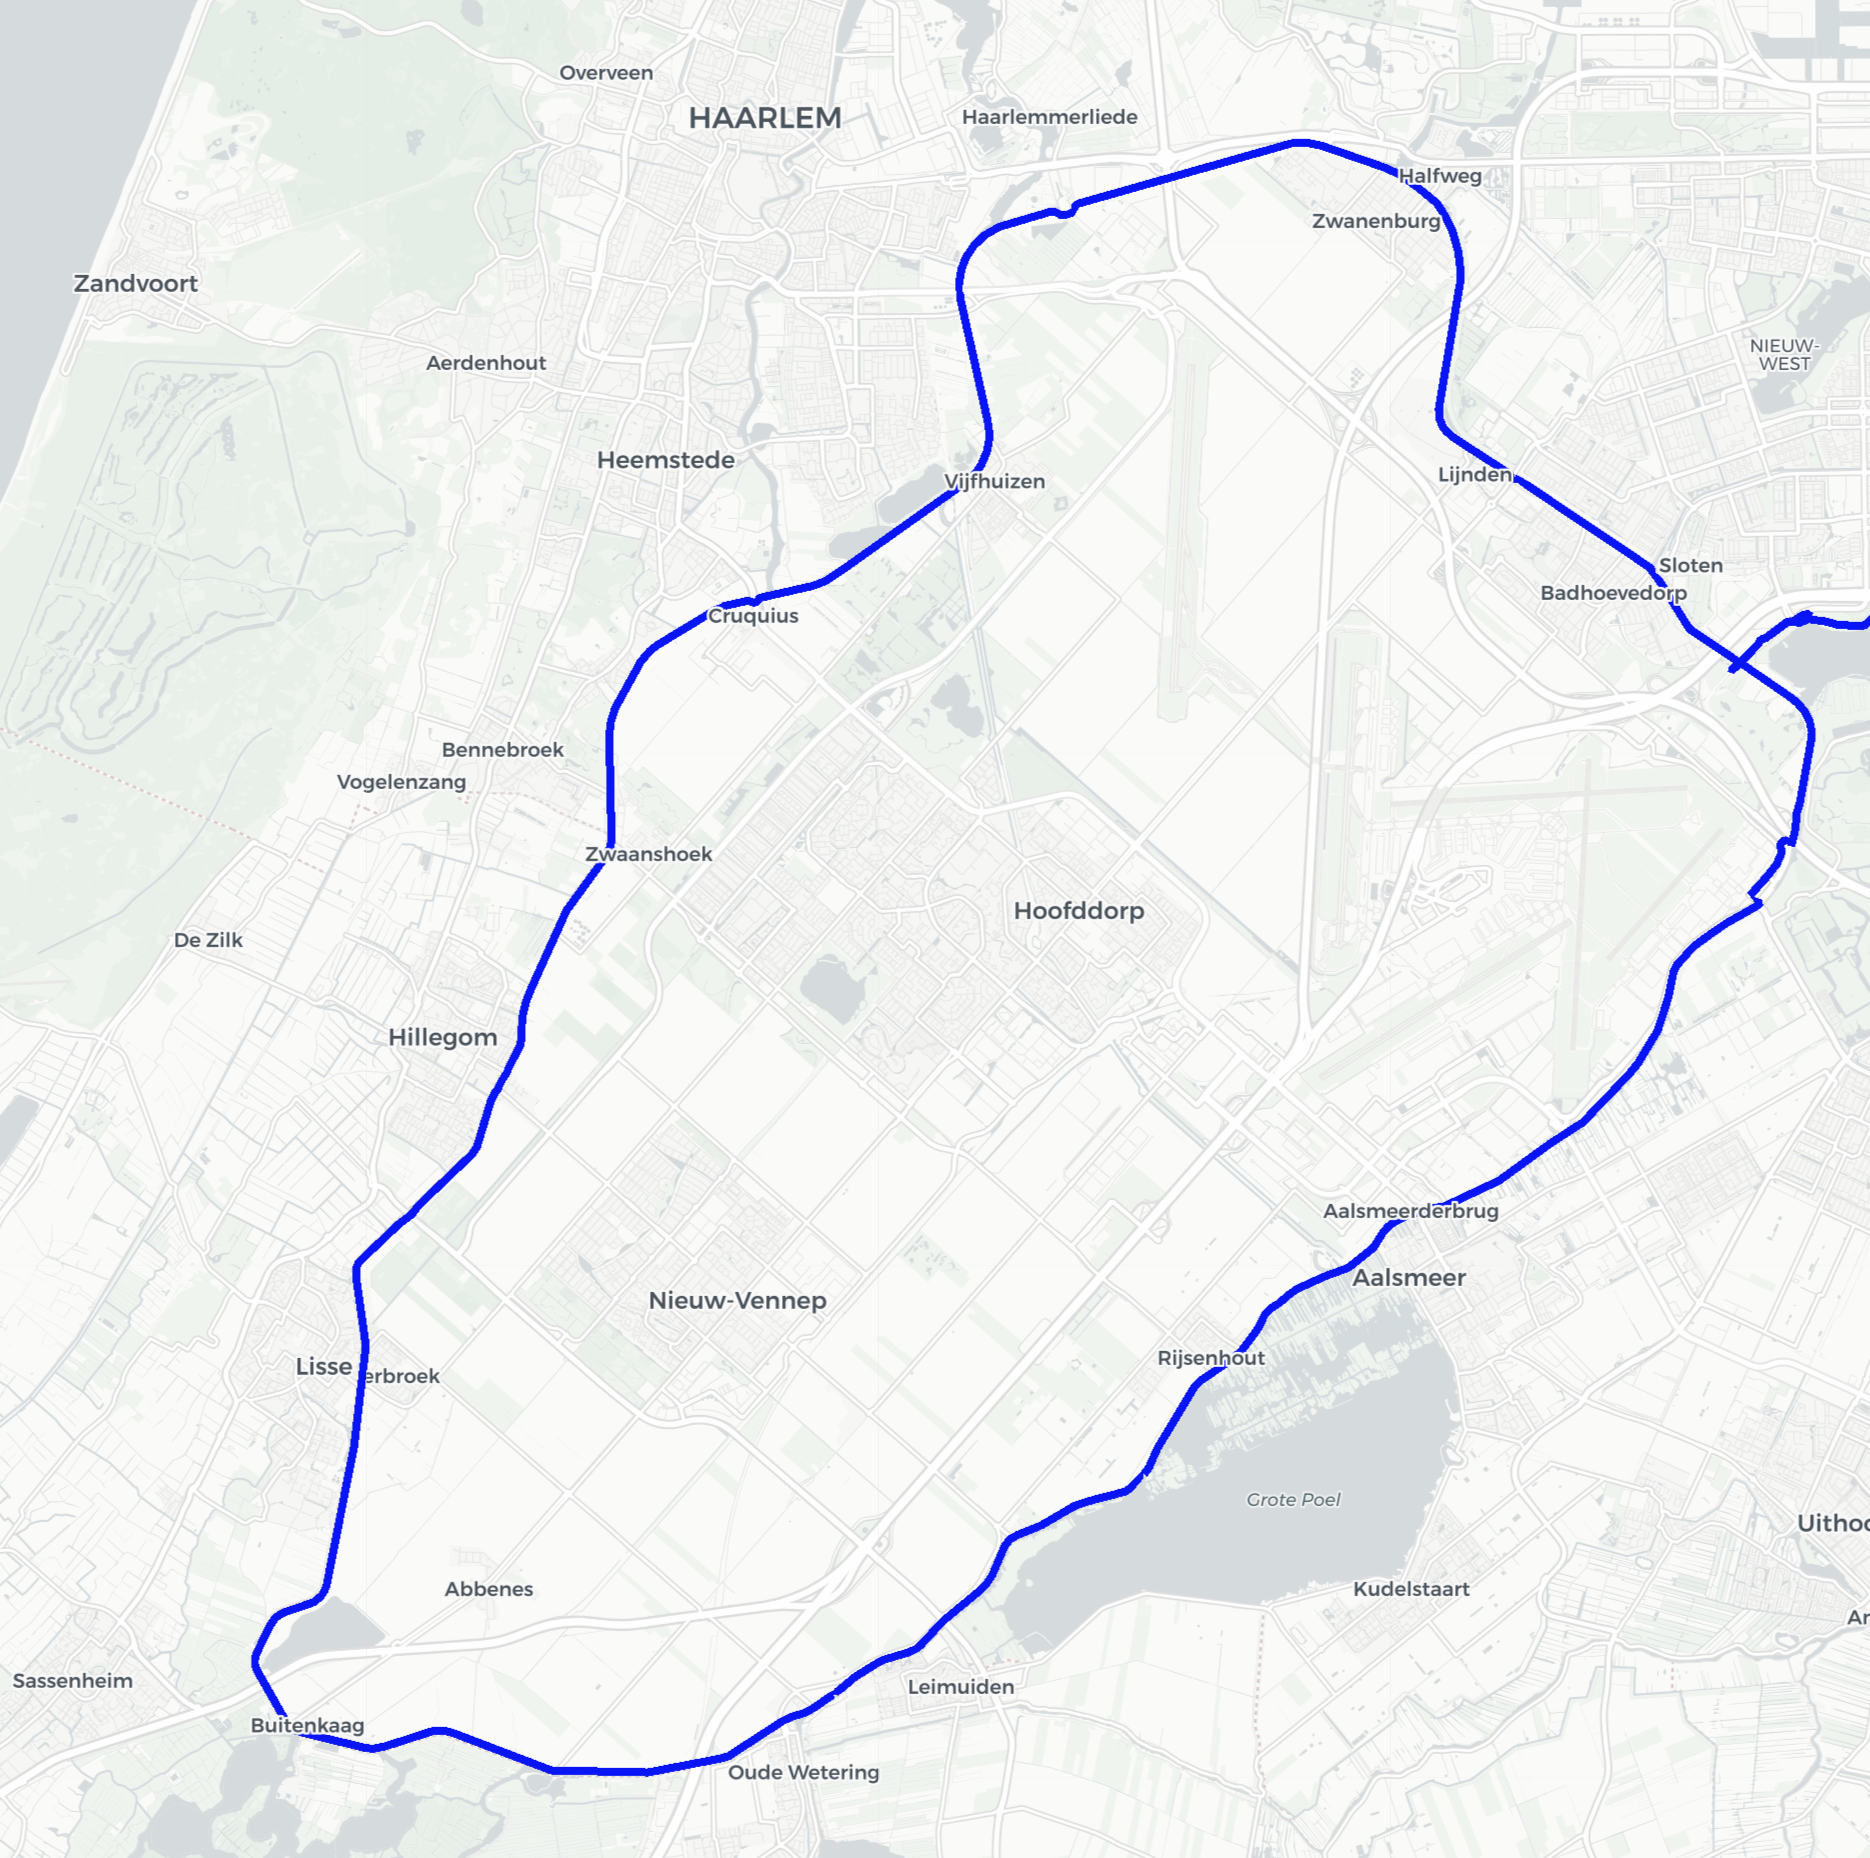 Overveen
HAARLEM
Haarlemmerliede
Halfweg
Zwanenburg
Zandvoort
NIEUW-
WEST
Aerdenhout
Heemstede
Vijfhuizen
Lijnden
Sloten
Badhoevedorp
Cruquius
Bennebroek
Vogelenzang
Zwaanshoek
Hoofddorp
De Zilk
Hillegom
Aalsmeerderbrug
Aalsmeer
Nieuw-Vennep
Rijsenhout
Lisse
erbroek
Grote Poel
Uithoo
Abbenes
Kudelstaart
Ar
Sassenheim
Leimuiden
Buitenkaag
Oude Wetering